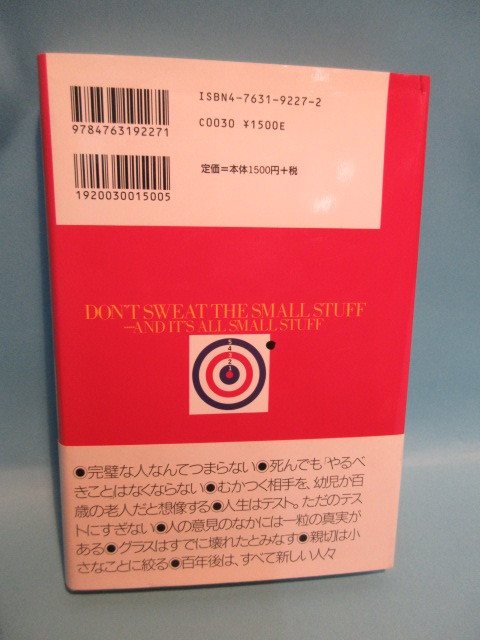 ISBN4-7631-9227-2
C0030 ¥1500E
9784763192271
定価=本体1500円+税
1920030015005
DON'T SWEAT THE SMALL STUFF
—AND IT'S ALL SMALL STUFF
5
4
3
2
1
●完璧な人なんてつまらない●死んでも「やるべ
きことはなくならない●むかつく相手を、幼児か百
歳の老人だと想像する●人生はテスト。ただのテス
トにすぎない●人の意見のなかには一粒の真実が
ある●グラスはすでに壊れたとみなす●親切は小
さなことに絞る●百年後は、すべて新しい人々